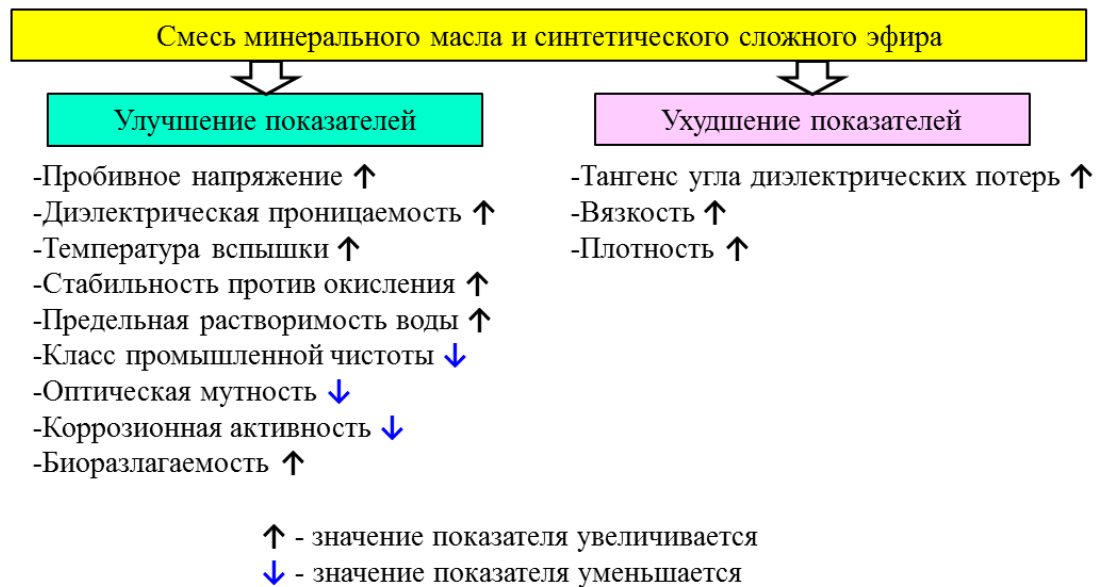 Смесь минерального масла и синтетического сложного эфира
Улучшение показателей
-Пробивное напряжение ↑
-Диэлектрическая проницаемость ↑
-Температура вспышки ↑
-Стабильность против окисления ↑
-Предельная растворимость воды ↑
-Класс промышленной чистоты ↓
-Оптическая мутность ↓
-Коррозионная активность ↓
-Биоразлагаемость ↑
Ухудшение показателей
-Тангенс угла диэлектрических потерь ↑
-Вязкость ↑
-Плотность ↑
↑ - значение показателя увеличивается
↓ - значение показателя уменьшается